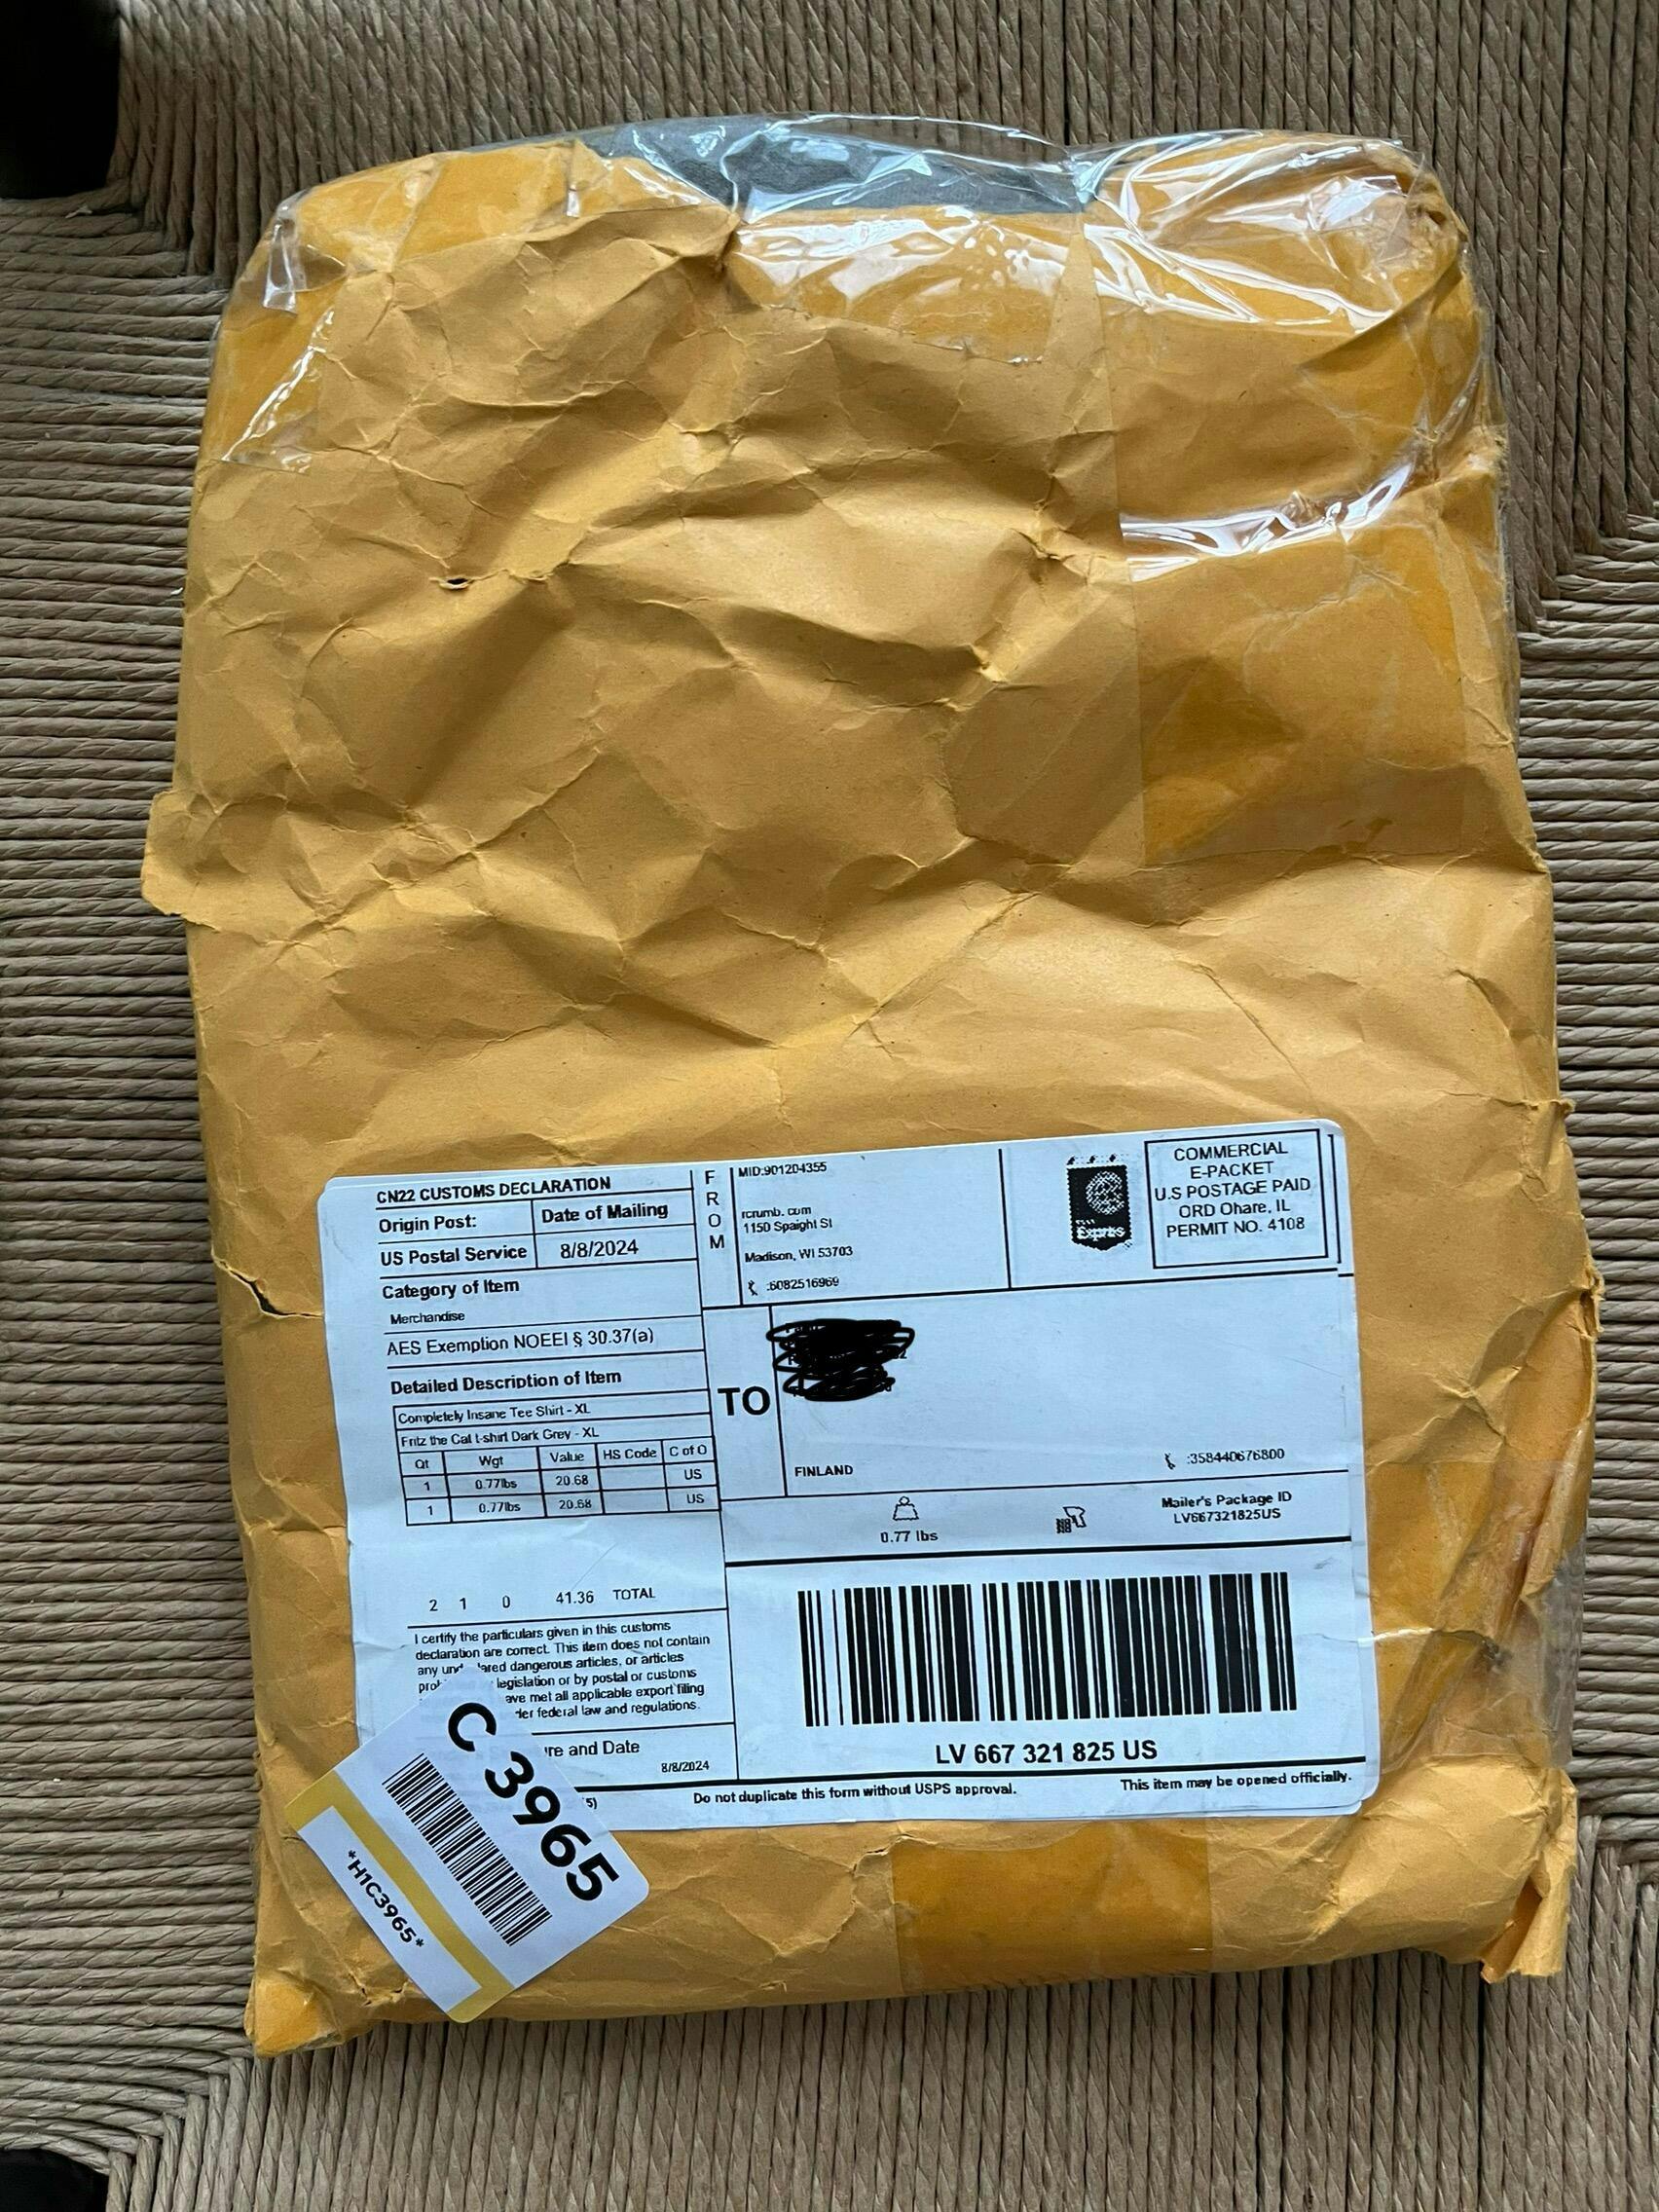 CN22 CUSTOMS DECLARATION
Origin Post:
Date of Mailing
US Postal Service
8/8/2024
Category of Item
Merchandise
AES Exemption NOEEI § 30.37(a)
Detailed Description of Item
Completely Insane Tee Shirt - XL
Fritz the Cat t-shirt Dark Grey - XL
Qt Wgt Value HS Code C of O
1 0.77lbs 20.68 US
1 0.77lbs 20.68 US
2 1 0 41.36 TOTAL
I certify the particulars given in this customs
declaration are correct. This item does not contain
any dangerous articles, or articles
legislation or by postal or customs
met all applicable export filing
federal law and regulations.
and Date
8/8/2024
FROM
MID:901204355
rcrumb.com
1150 Spaight St
Madison, WI 53703
:6082516969
COMMERCIAL
E-PACKET
U.S POSTAGE PAID
ORD Ohare, IL
PERMIT NO. 4108
TO
FINLAND
:358440676800
0.77 lbs
Mailer's Package ID
LV667321825US
LV 667 321 825 US
Do not duplicate this form without USPS approval.
This item may be opened officially.
C 3965
*H1C3965*